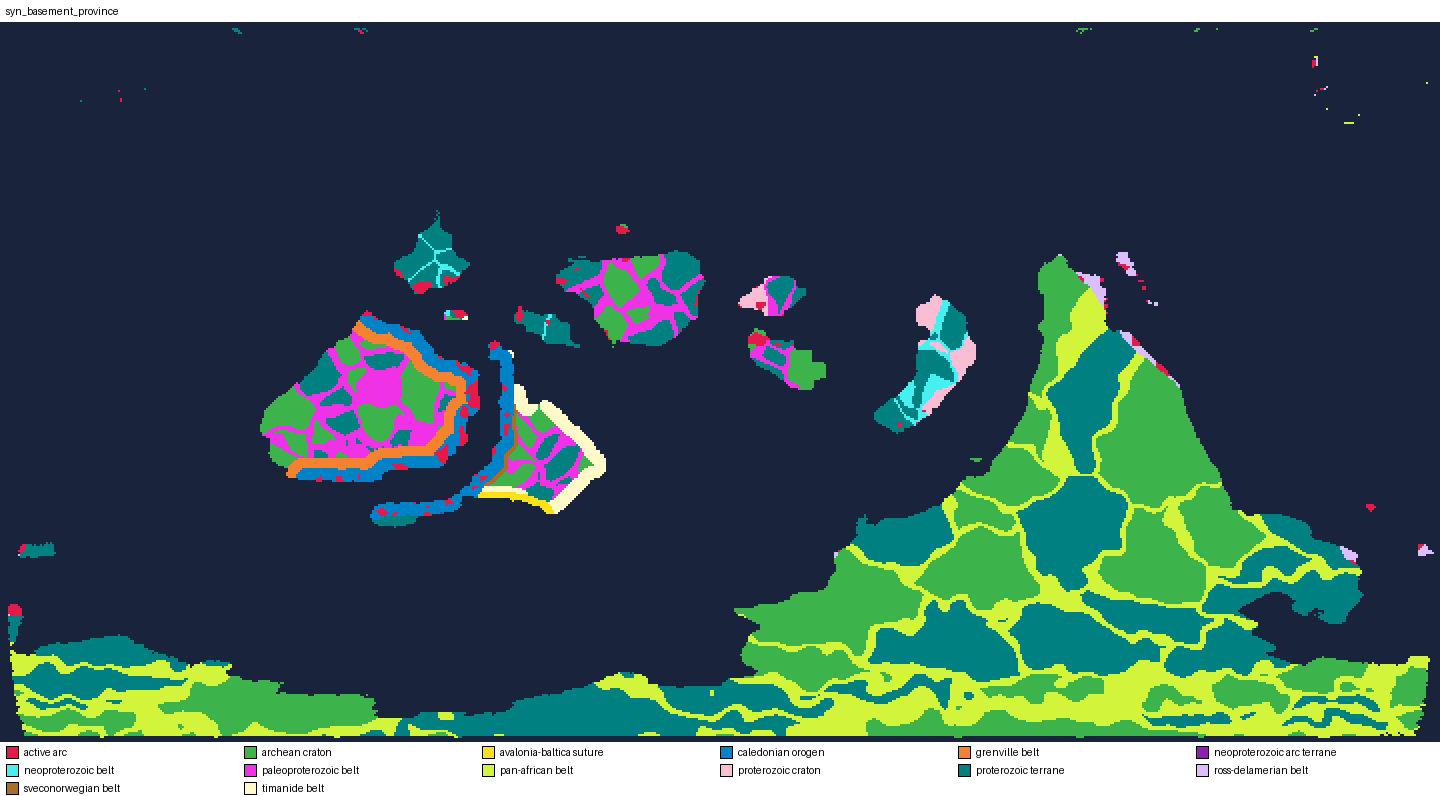 syn_basement_province
active arc
archean craton
avalonia-baltica suture
caledonian orogen
grenville belt
neoproterozoic arc terrane
neoproterozoic belt
paleoproterozoic belt
pan-african belt
proterozoic craton
proterozoic terrane
ross-delamerian belt
sveconorwegian belt
timanide belt